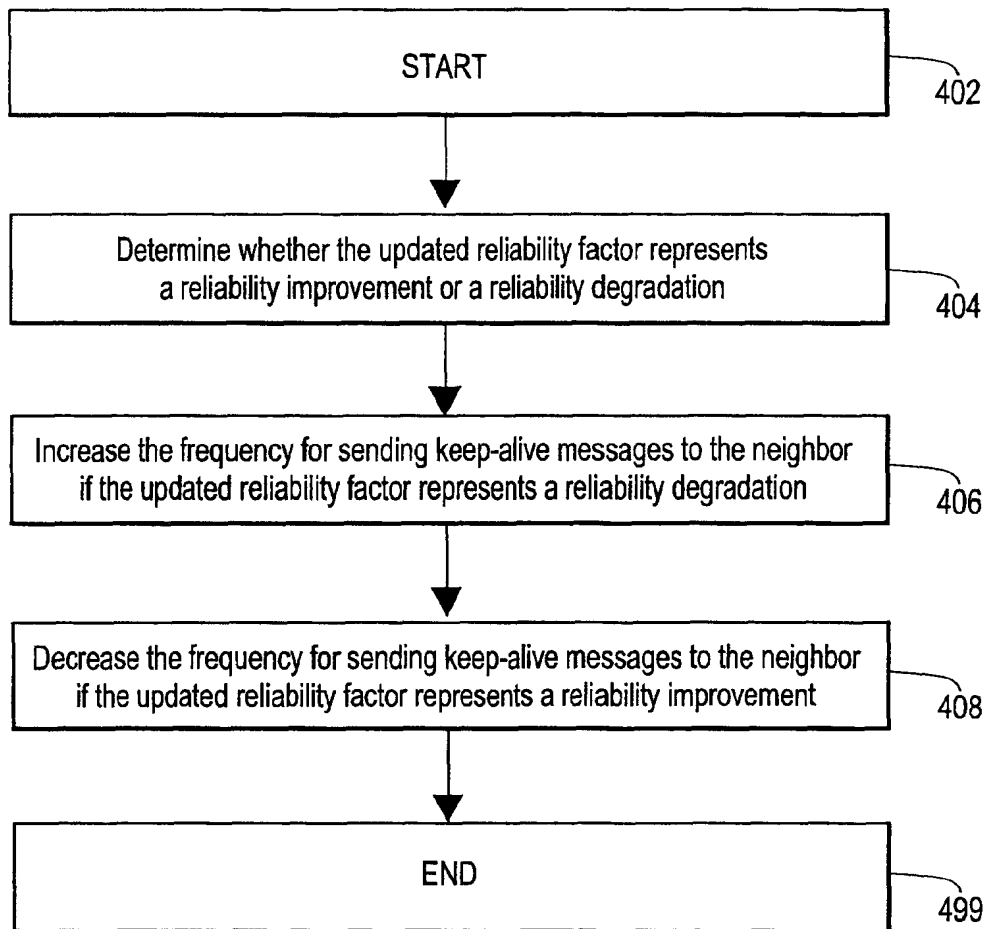 START
402
Determine whether the updated reliability factor represents
a reliability improvement or a reliability degradation
404
Increase the frequency for sending keep-alive messages to the neighbor
if the updated reliability factor represents a reliability degradation
406
Decrease the frequency for sending keep-alive messages to the neighbor
if the updated reliability factor represents a reliability improvement
408
END
499